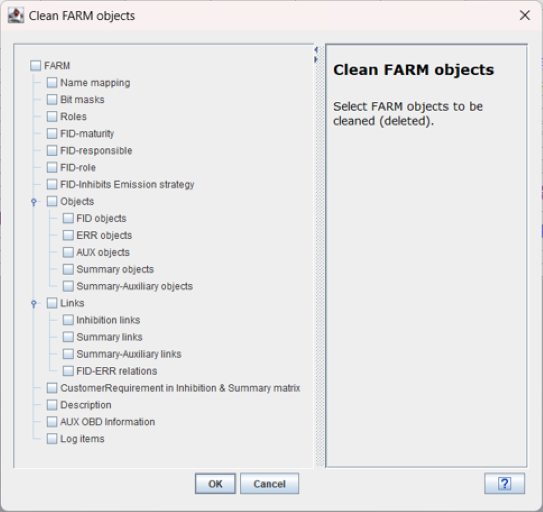 Clean FARM objects
FARM
Name mapping
Bit masks
Roles
FID-maturity
FID-responsible
FID-role
FID-Inhibits Emission strategy
Objects
FID objects
ERR objects
AUX objects
Summary objects
Summary-Auxiliary objects
Links
Inhibition links
Summary links
Summary-Auxiliary links
FID-ERR relations
CustomerRequirement in Inhibition & Summary matrix
Description
AUX OBD Information
Log items
Clean FARM objects
Select FARM objects to be
cleaned (deleted).
OK
Cancel
?